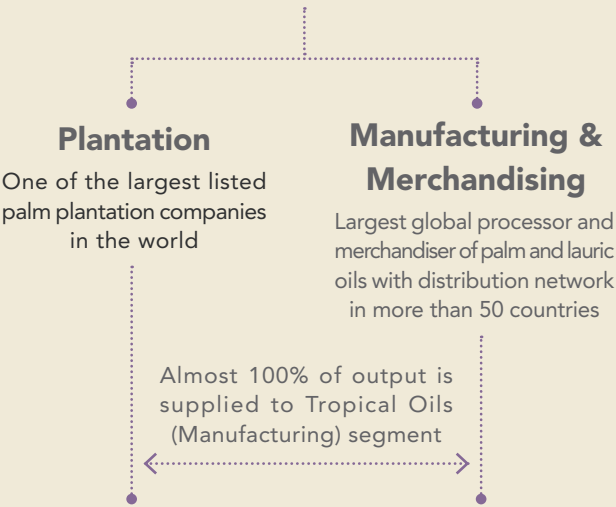 Plantation
One of the largest listed
palm plantation companies
in the world
Manufacturing &
Merchandising
Largest global processor and
merchandiser of palm and lauric
oils with distribution network
in more than 50 countries
Almost 100% of output is
supplied to Tropical Oils
(Manufacturing) segment